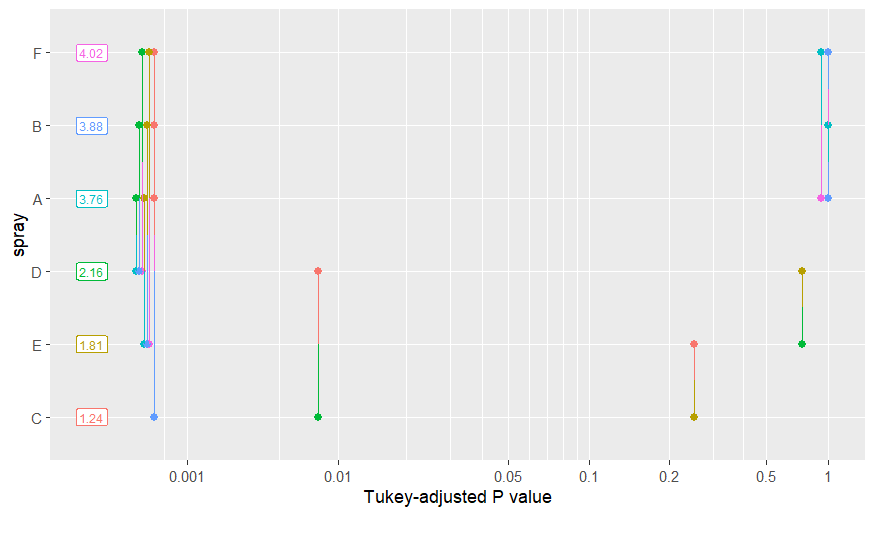 F 4.02
B 3.88
A 3.76
D 2.16
E 1.81
C 1.24
spray
0.001 0.01 0.05 0.1 0.2 0.5 1
Tukey-adjusted P value